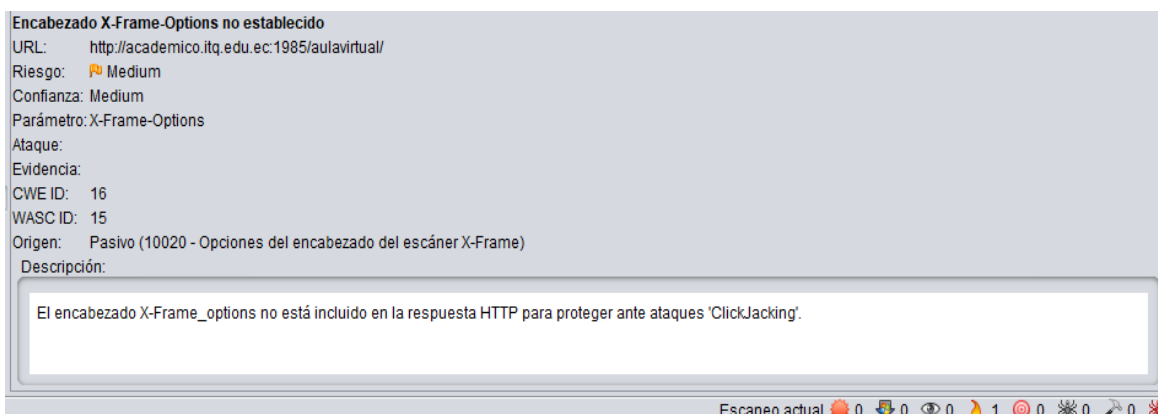 Encabezado X-Frame-Options no establecido
URL: http://academico.itq.edu.ec:1985/aulavirtual/
Riesgo: Medium
Confianza: Medium
Parámetro: X-Frame-Options
Ataque:
Evidencia:
CWE ID: 16
WASC ID: 15
Origen: Pasivo (10020 - Opciones del encabezado del escáner X-Frame)
Descripción:
El encabezado X-Frame_options no está incluido en la respuesta HTTP para proteger ante ataques 'ClickJacking'.
Escaneo actual 0 0 0 1 0 0 0